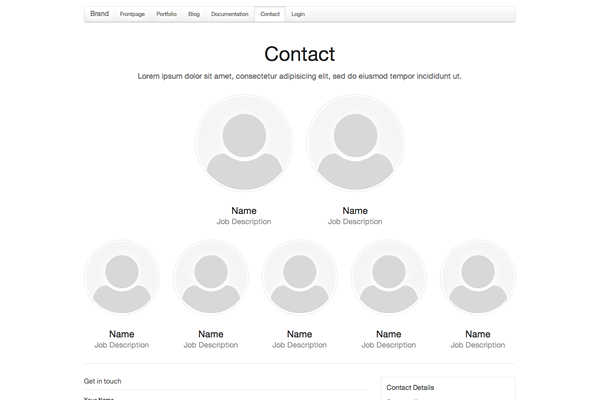 Brand Frontpage Portfolio Blog Documentation Contact Login
Contact
Lorem ipsum dolor sit amet, consectetur adipisicing elit, sed do eiusmod tempor incididunt ut.
Name Name
Job Description Job Description
Name Name Name Name Name
Job Description Job Description Job Description Job Description Job Description
Get in touch
Contact Details
Your Name